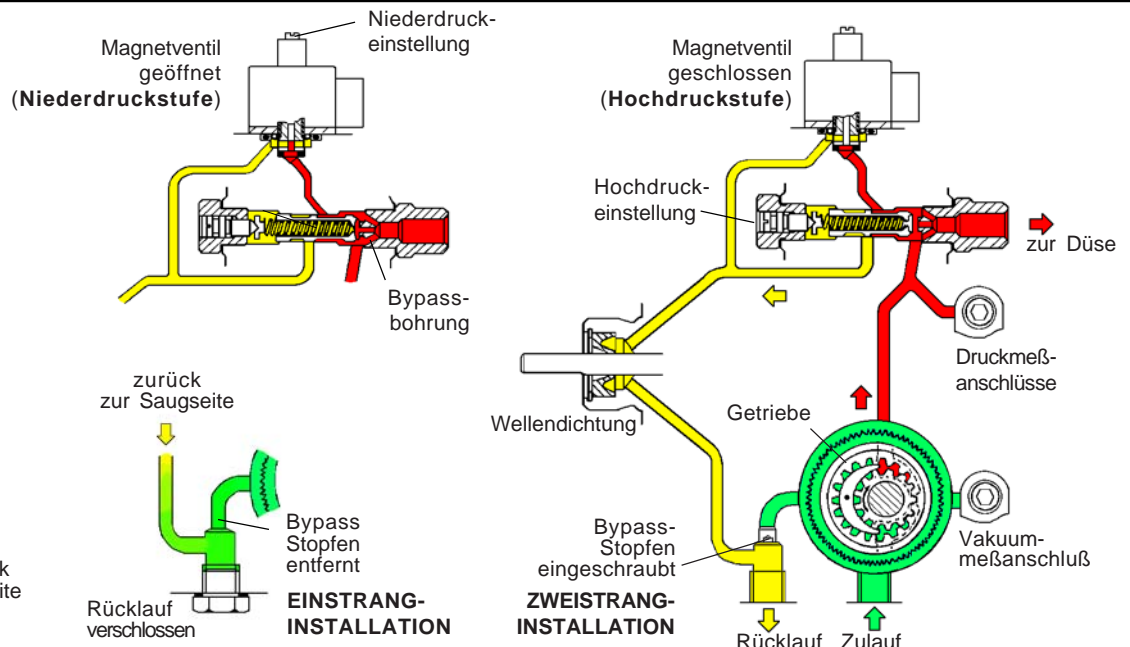 Niederdruck-
einstellung
Magnetventil
geöffnet
(Niederdruckstufe)
Bypass-
bohrung
Magnetventil
geschlossen
(Hochdruckstufe)
Hochdruck-
einstellung
zur Düse
Druckmeß-
anschlüsse
Wellendichtung
Getriebe
zurück
zur Saugseite
Bypass
Stopfen
entfernt
Rücklauf
verschlossen
EINSTRANG-
INSTALLATION
Bypass-
Stopfen
eingeschraubt
ZWEISTRANG-
INSTALLATION
Vakuum-
meßanschluß
Rücklauf Zulauf
k
ite